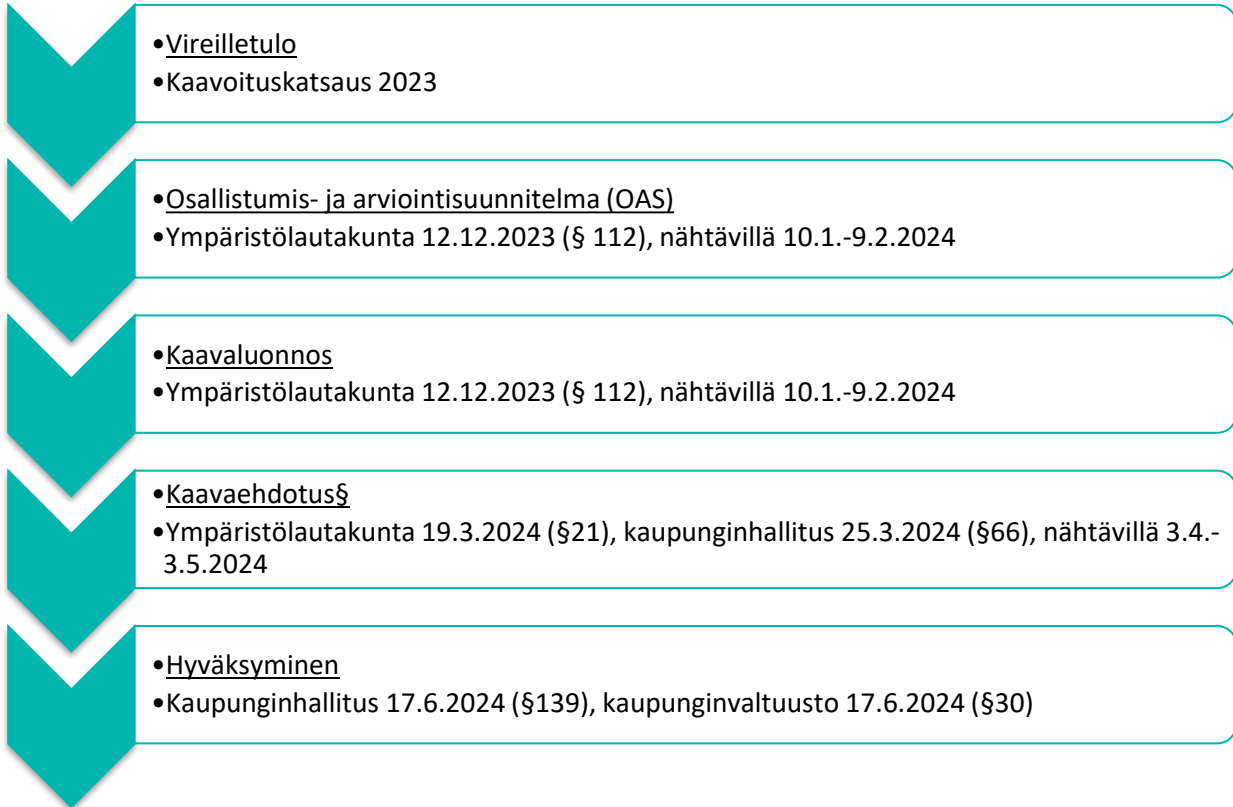 •Vireilletulo
•Kaavoituskatsaus 2023
•Osallistumis- ja arviointisuunnitelma (OAS)
•Ympäristölautakunta 12.12.2023 (§ 112), nähtävillä 10.1.-9.2.2024
•Kaavaluonnos
•Ympäristölautakunta 12.12.2023 (§ 112), nähtävillä 10.1.-9.2.2024
•Kaavaehdotus§
•Ympäristölautakunta 19.3.2024 (§21), kaupunginhallitus 25.3.2024 (§66), nähtävillä 3.4.-
3.5.2024
•Hyväksyminen
•Kaupunginhallitus 17.6.2024 (§139), kaupunginvaltuusto 17.6.2024 (§30)